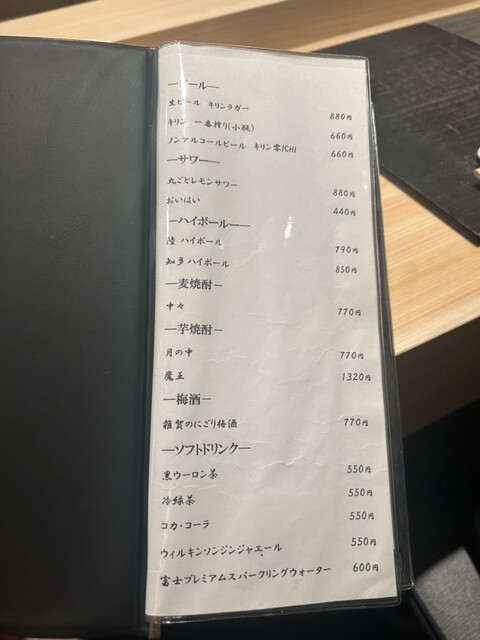 ―ビール―
生ビール キリンラガー 880円
キリン 一番搾り(小瓶) 660円
ノンアルコールビール キリン零ICHI 660円
―サワー―
丸ごとレモンサワー 880円
おいはい 440円
―ハイボール―
陸 ハイボール 790円
知多 ハイボール 850円
―麦焼酎―
中々 770円
―芋焼酎―
月の中 770円
魔王 1320円
―梅酒―
雑賀のにごり梅酒 770円
―ソフトドリンク―
黒ウーロン茶 550円
冷緑茶 550円
コカ・コーラ 550円
ウィルキンソンジンジャエール 550円
富士プレミアムスパークリングウォーター 600円